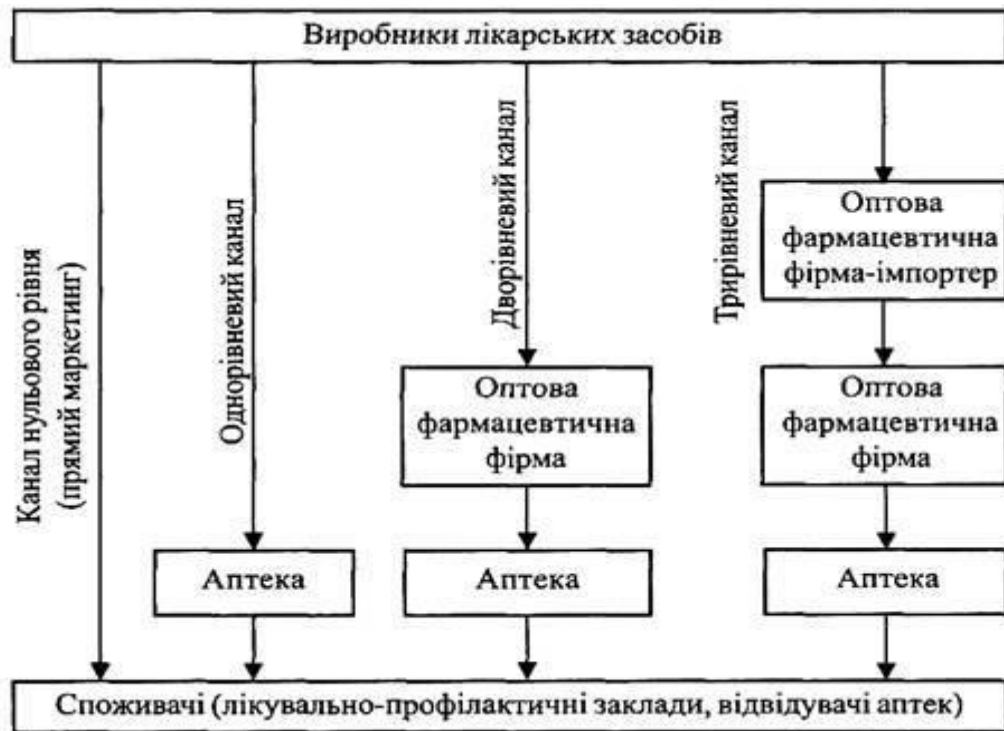 Виробники лікарських засобів
Канал нульового рівня
(прямий маркетинг)
Однорівневий канал
Дворівневий канал
Трирівневий канал
Оптова
фармацевтична
фірма-імпортер
Оптова
фармацевтична
фірма
Оптова
фармацевтична
фірма
Аптека
Аптека
Аптека
Споживачі (лікувально-профілактичні заклади, відвідувачі аптек)